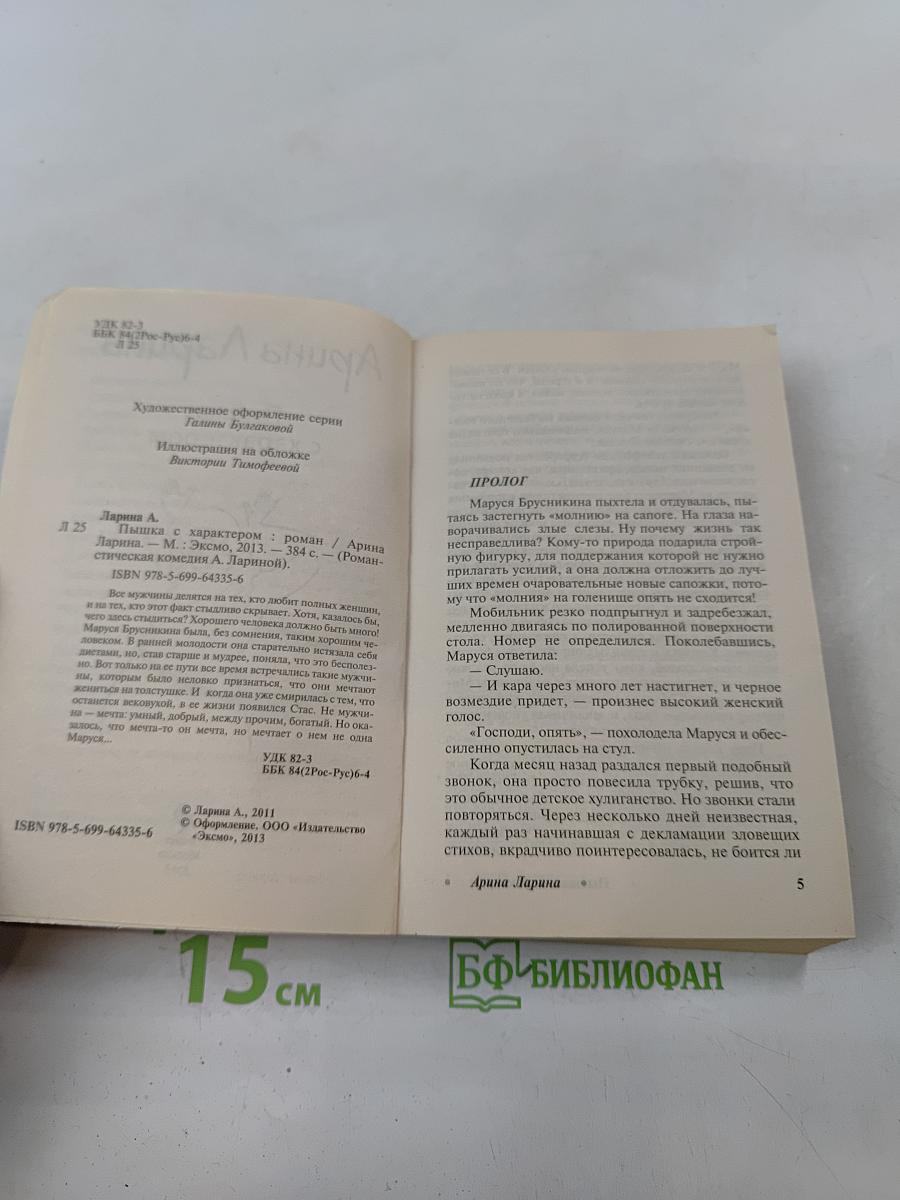 УДК 82-3
ББК 84(2Рос-Рус)6-4
Л 25
Художественное оформление серии
Галины Булгаковой
Иллюстрация на обложке
Виктории Тимофеевой
Ларина А.
Л 25
Пышка с характером : роман / Арина
Ларина. — М. : Эксмо, 2013. — 384 с. — (Роман-
тическая комедия А. Лариной).
ISBN 978-5-699-64335-6
Все мужчины делятся на тех, кто любит полных женщин,
и на тех, кто этот факт стыдливо скрывает. Хотя, казалось бы,
чего здесь стыдиться? Хорошего человека должно быть много!
Маруся Брусникина была, без сомнения, таким хорошим че-
ловеком. В ранней молодости она старательно истязала себя
диетами, но, став старше и мудрее, поняла, что это бесполез-
но. Вот только на ее пути все время встречались такие мужчи-
ны, которым было неловко признаться, что они мечтают
жениться на толстушке. И когда она уже смирилась с тем, что
останется вековухой, в ее жизни появился Стас. Не мужчи-
на — мечта: умный, добрый, между прочим, богатый. Но ока-
залось, что мечта-то он мечта, но мечтает о нем не одна
Маруся...
УДК 82-3
ББК 84(2Рос-Рус)6-4
© Ларина А., 2011
© Оформление. ООО «Издательство
«Эксмо», 2013
ISBN 978-5-699-64335-6
ПРОЛОГ
Маруся Брусникина пыхтела и отдувалась, пы-
таясь застегнуть «молнию» на сапоге. На глаза на-
ворачивались злые слезы. Ну почему жизнь так
несправедлива? Кому-то природа подарила строй-
ную фигурку, для поддержания которой не нужно
прилагать усилий, а она должна отложить до луч-
ших времен очаровательные новые сапожки, пото-
му что «молния» на голенище опять не сходится!
Мобильник резко подпрыгнул и задребезжал,
медленно двигаясь по полированной поверхности
стола. Номер не определился. Поколебавшись,
Маруся ответила:
— Слушаю.
— И кара через много лет настигнет, и черное
возмездие придет, — произнес высокий женский
голос.
«Господи, опять», — похолодела Маруся и обес-
силенно опустилась на стул.
Когда месяц назад раздался первый подобный
звонок, она просто повесила трубку, решив, что
это обычное детское хулиганство. Но звонки стали
повторяться. Через несколько дней неизвестная,
каждый раз начинавшая с декламации зловещих
стихов, вкрадчиво поинтересовалась, не боится ли
Арина Ларина
5
15 см
БФ БИБЛИОФАН